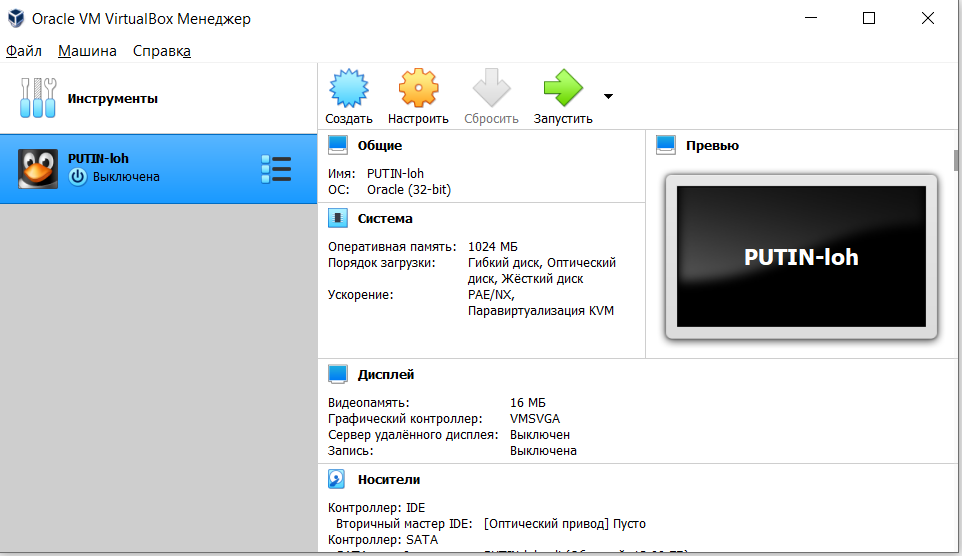 Oracle VM VirtualBox Менеджер
Файл Машина Справка
Инструменты
PUTIN-loh
Выключена
Создать Настроить Сбросить Запустить
Общие
Имя: PUTIN-loh
ОС: Oracle (32-bit)
Превью
PUTIN-loh
Система
Оперативная память: 1024 МБ
Порядок загрузки: Гибкий диск, Оптический
диск, Жёсткий диск
Ускорение: PAE/NX,
Паравиртуализация KVM
Дисплей
Видеопамять: 16 МБ
Графический контроллер: VMSVGA
Сервер удалённого дисплея: Выключен
Запись: Выключена
Носители
Контроллер: IDE
Вторичный мастер IDE: [Оптический привод] Пусто
Контроллер: SATA